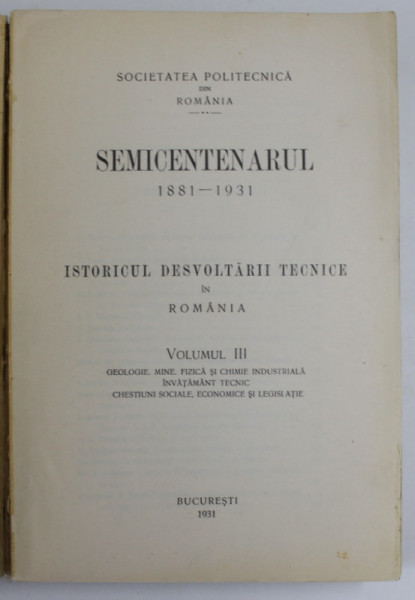 SOCIETATEA POLITECNICĂ
DIN
ROMÂNIA
SEMICENTENARUL
1881—1931
ISTORICUL DESVOLTĂRII TECNICE
ÎN
ROMÂNIA
VOLUMUL III
GEOLOGIE, MINE, FIZICĂ ȘI CHIMIE INDUSTRIALĂ
ÎNVĂȚĂMÂNT TECNIC
CHESTIUNI SOCIALE, ECONOMICE ȘI LEGISLAȚIE
BUCUREȘTI
1931